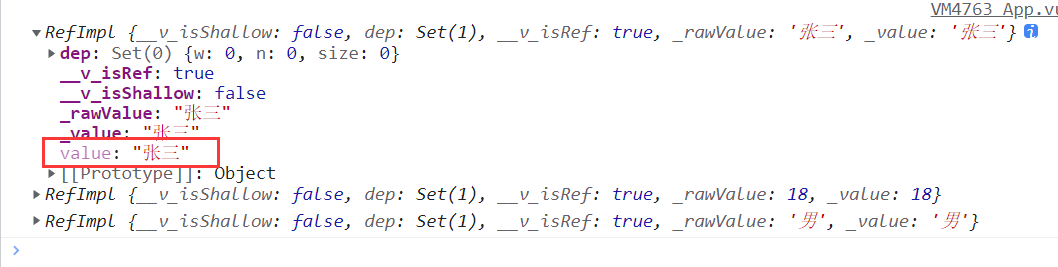 VM4763 App.vu
▼RefImpl {__v_isShallow: false, dep: Set(1), __v_isRef: true, _rawValue: '张三', _value: '张三'} i
▶dep: Set(0) {w: 0, n: 0, size: 0}
__v_isRef: true
__v_isShallow: false
_rawValue: "张三"
_value: "张三"
value: "张三"
▶[[Prototype]]: Object
▶RefImpl {__v_isShallow: false, dep: Set(1), __v_isRef: true, _rawValue: 18, _value: 18}
▶RefImpl {__v_isShallow: false, dep: Set(1), __v_isRef: true, _rawValue: '男', _value: '男'}
>